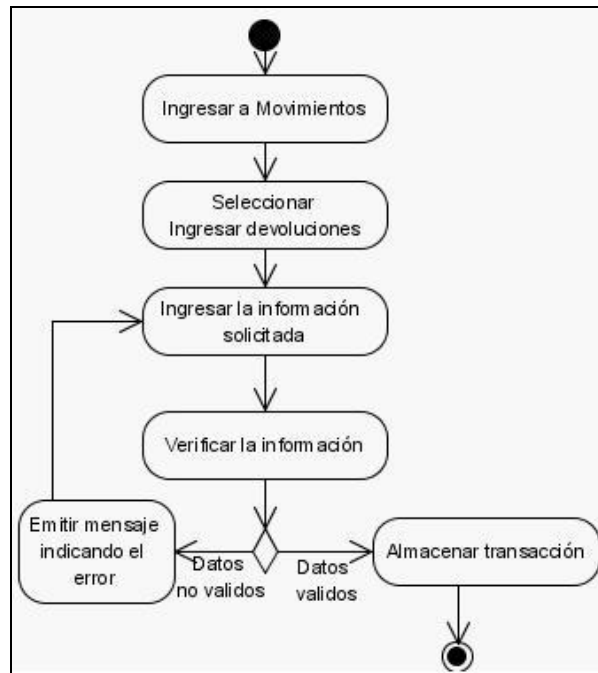 Ingresar a Movimientos
Seleccionar
Ingresar devoluciones
Ingresar la información
solicitada
Verificar la información
Emitir mensaje
indicando el
error
Datos
no validos
Datos
validos
Almacenar transacción